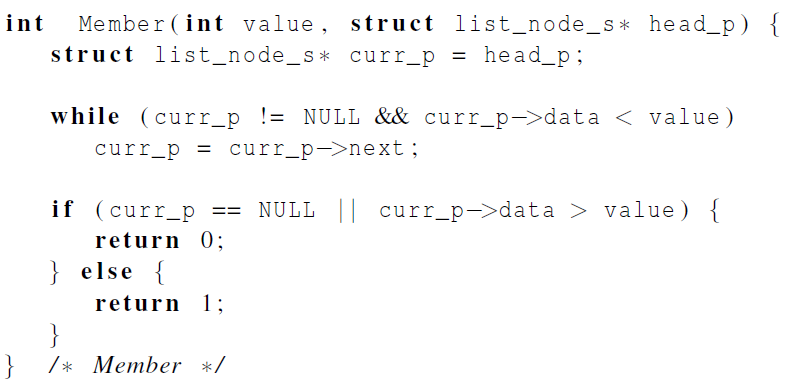 int Member(int value, struct list_node_s* head_p) {
struct list_node_s* curr_p = head_p;
while (curr_p != NULL && curr_p->data < value)
curr_p = curr_p->next;
if (curr_p == NULL || curr_p->data > value) {
return 0;
} else {
return 1;
}
} /* Member */